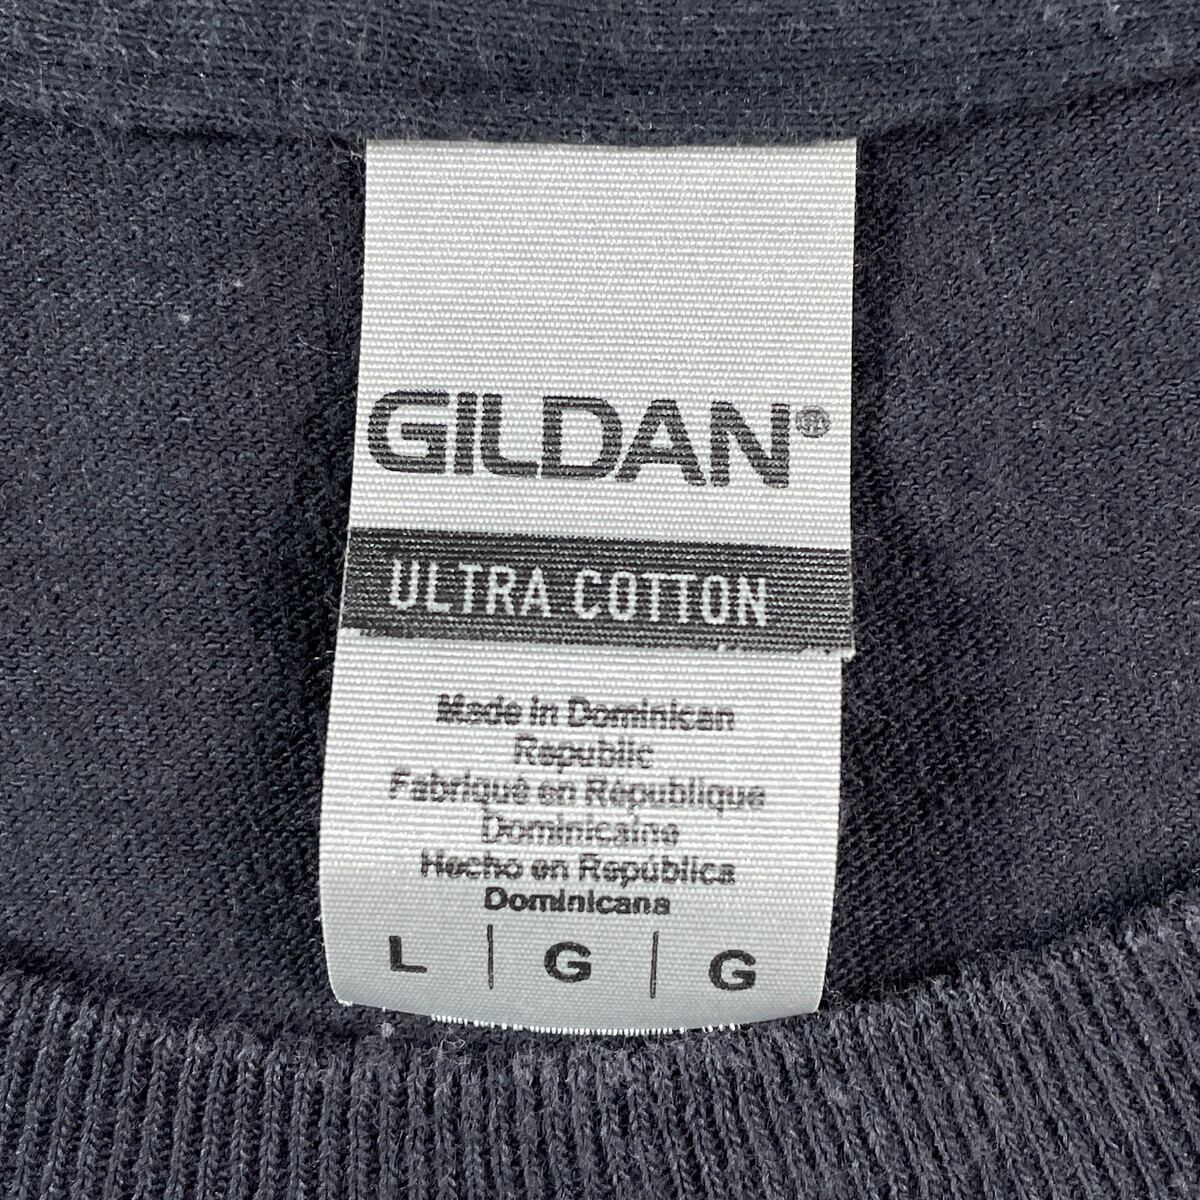 GILDAN®
ULTRA COTTON
Made in Dominican
Republic
Fabriqué en République
Dominicaine
Hecho en República
Dominicana
L | G | G